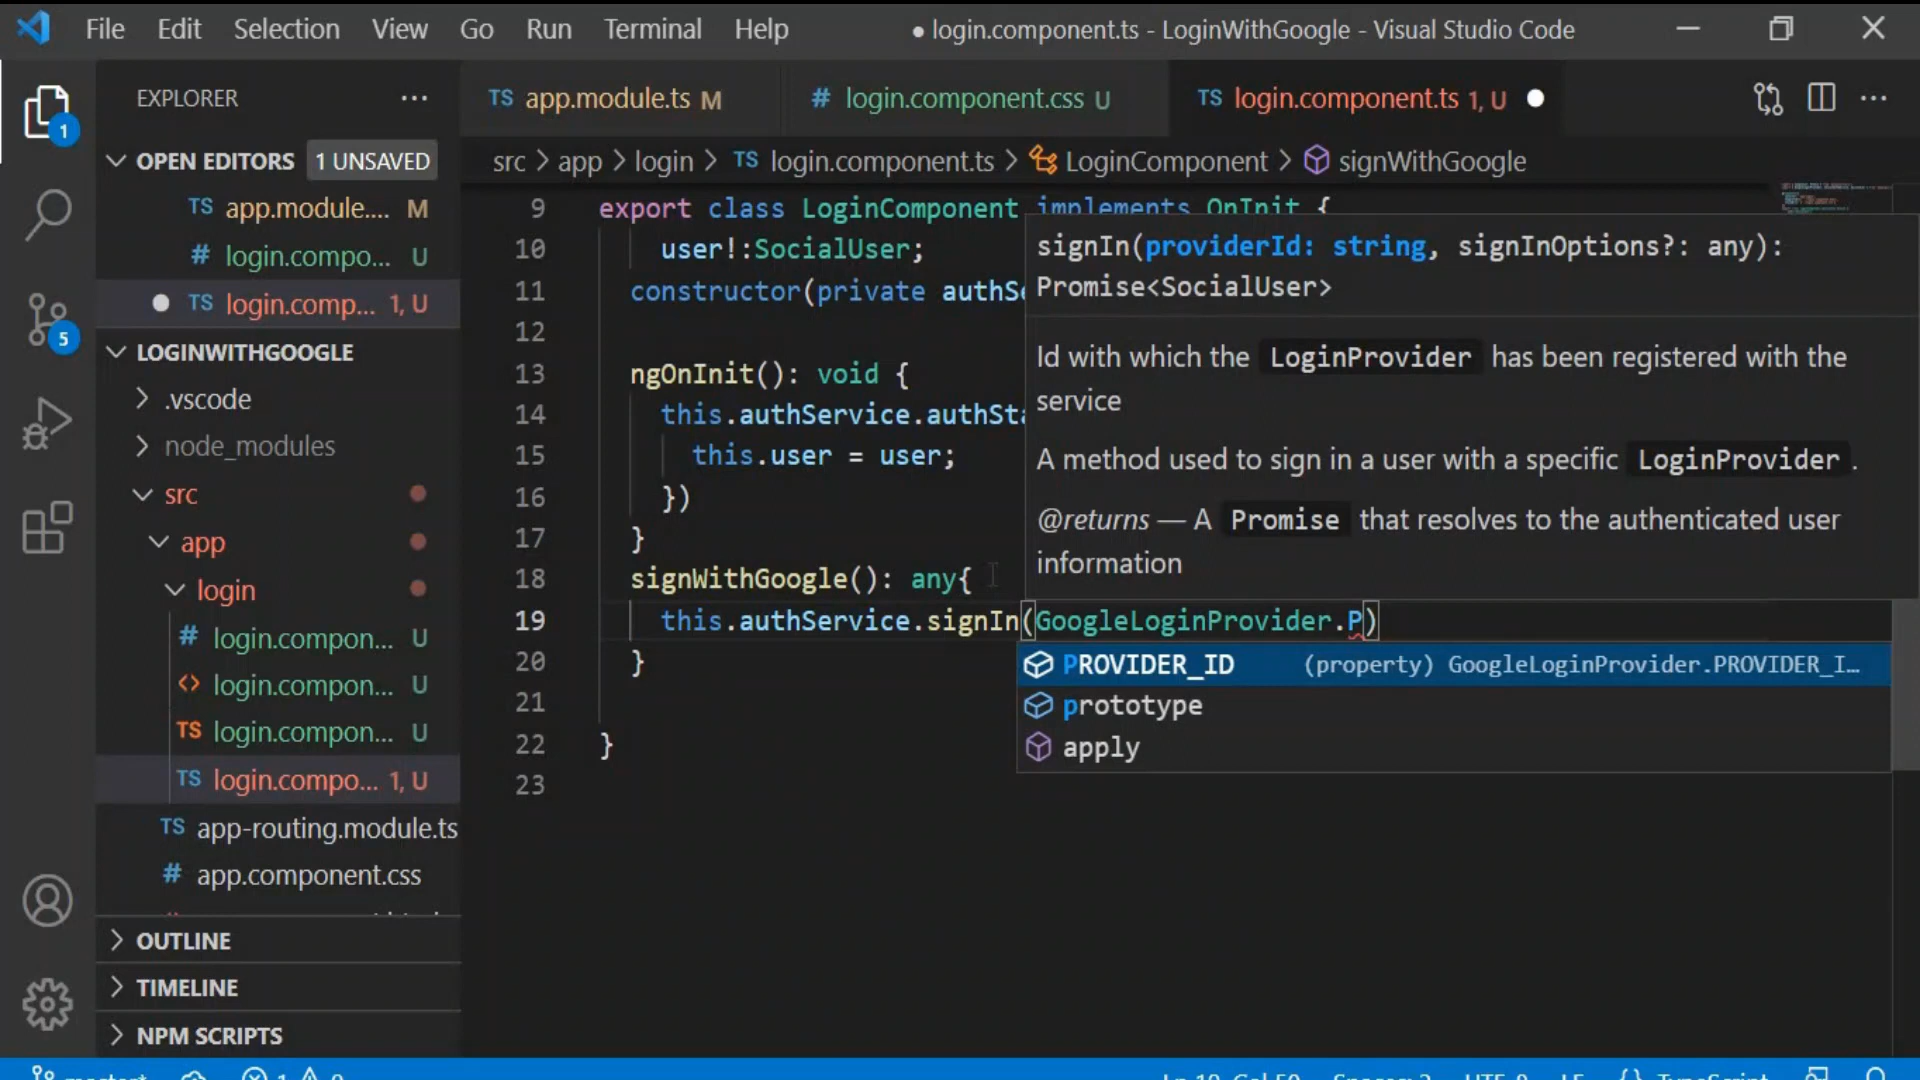 File Edit Selection View Go Run Terminal Help
● login.component.ts - LoginWithGoogle - Visual Studio Code
EXPLORER
OPEN EDITORS 1 UNSAVED
TS app.module.... M
# login.compo... U
TS login.comp... 1, U
LOGINWITHGOOGLE
.vscode
node_modules
src
app
login
# login.compon... U
<> login.compon... U
TS login.compon... U
TS login.compo... 1, U
TS app-routing.module.ts
# app.component.css
OUTLINE
TIMELINE
NPM SCRIPTS
1
5
TS app.module.ts M
# login.component.css U
TS login.component.ts 1, U
src > app > login > TS login.component.ts > LoginComponent > signWithGoogle
9 export class LoginComponent implements OnInit {
10 user!:SocialUser;
11 constructor(private authSe
12
13 ngOnInit(): void {
14 this.authService.authSta
15 this.user = user;
16 })
17 }
18 signWithGoogle(): any{
19 this.authService.signIn(GoogleLoginProvider.P)
20 }
21
22 }
23
signIn(providerId: string, signInOptions?: any):
Promise<SocialUser>
Id with which the LoginProvider has been registered with the
service
A method used to sign in a user with a specific LoginProvider .
@returns — A Promise that resolves to the authenticated user
information
PROVIDER_ID (property) GoogleLoginProvider.PROVIDER_I...
prototype
apply